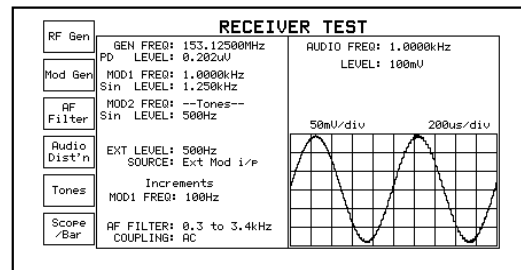 RECEIVER TEST
RF Gen
Mod Gen
AF
Filter
Audio
Dist'n
Tones
Scope
/Bar
GEN FREQ: 153.12500MHz
PD LEVEL: 0.202uV
MOD1 FREQ: 1.0000kHz
Sin LEVEL: 1.250kHz
MOD2 FREQ: --Tones--
Sin LEVEL: 500Hz
EXT LEVEL: 500Hz
SOURCE: Ext Mod i/P
Increments
MOD1 FREQ: 100Hz
AF FILTER: 0.3 to 3.4kHz
COUPLING: AC
AUDIO FREQ: 1.0000kHz
LEVEL: 100mV
50mV/div 200us/div